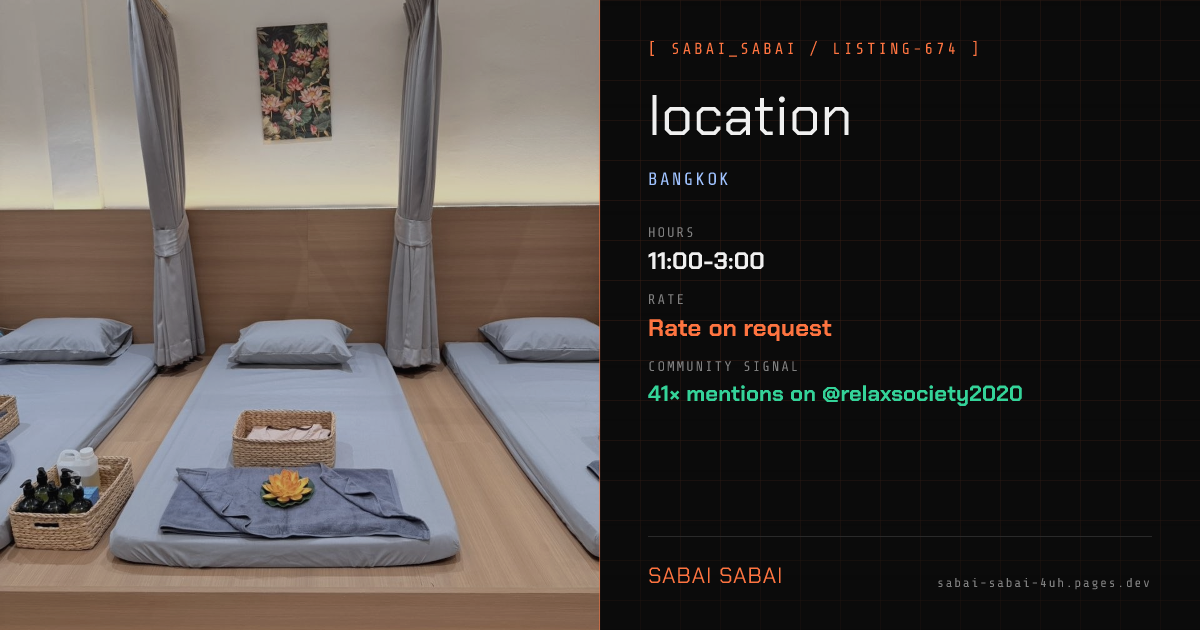 [ SABAI_SABAI / LISTING-674 ]
location
BANGKOK
HOURS
11:00-3:00
RATE
Rate on request
COMMUNITY SIGNAL
41× mentions on @relaxsociety2020
SABAI SABAI
sabai-sabai-4uh.pages.dev